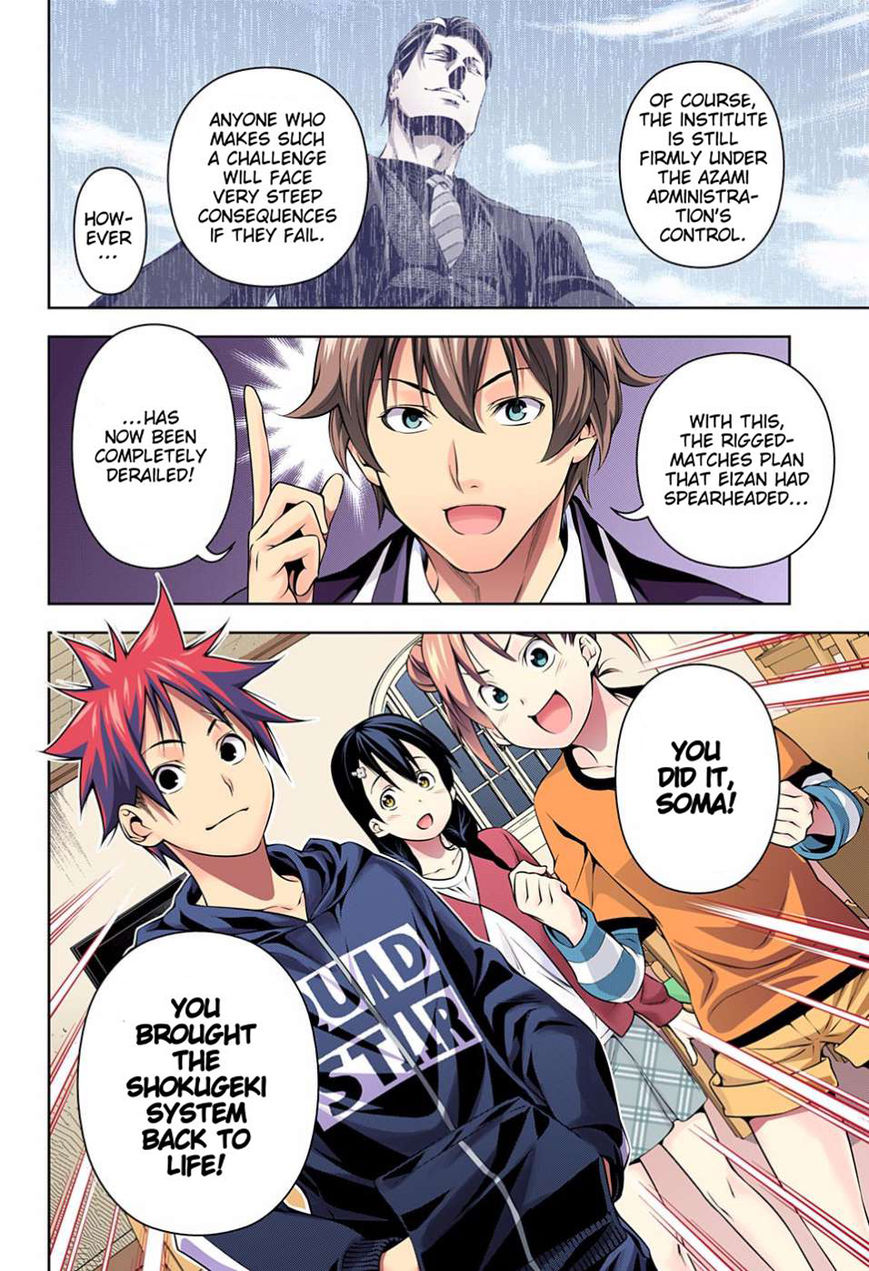 OF COURSE,
THE INSTITUTE
IS STILL
FIRMLY UNDER
THE AZAMI
ADMINISTRA-
TION'S
CONTROL.
ANYONE WHO
MAKES SUCH
A CHALLENGE
WILL FACE
VERY STEEP
CONSEQUENCES
IF THEY FAIL.
HOW-
EVER
...
WITH THIS,
THE RIGGED-
MATCHES PLAN
THAT EIZAN HAD
SPEARHEADED...
...HAS
NOW BEEN
COMPLETELY
DERAILED!
YOU
DID IT,
SOMA!
YOU
BROUGHT
THE
SHOKUGEKI
SYSTEM
BACK TO
LIFE!
QUAD
STAR